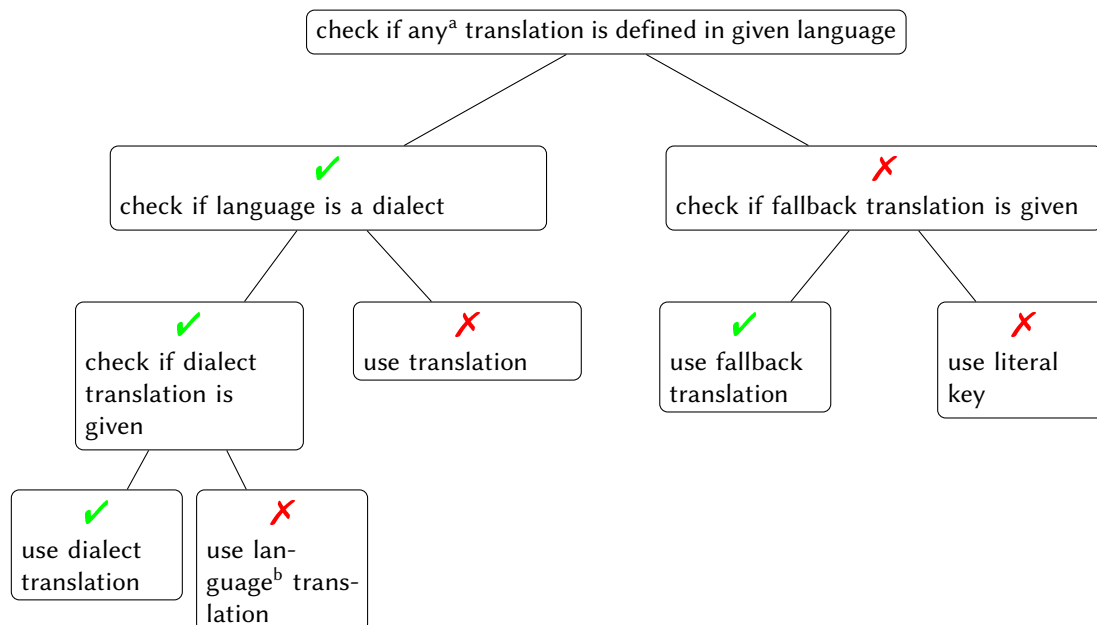 check if anyᵃ translation is defined in given language
✓
check if language is a dialect
✗
check if fallback translation is given
✓
check if dialect
translation is
given
✗
use translation
✓
use fallback
translation
✗
use literal
key
✓
use dialect
translation
✗
use lan-
guageᵇ trans-
lation